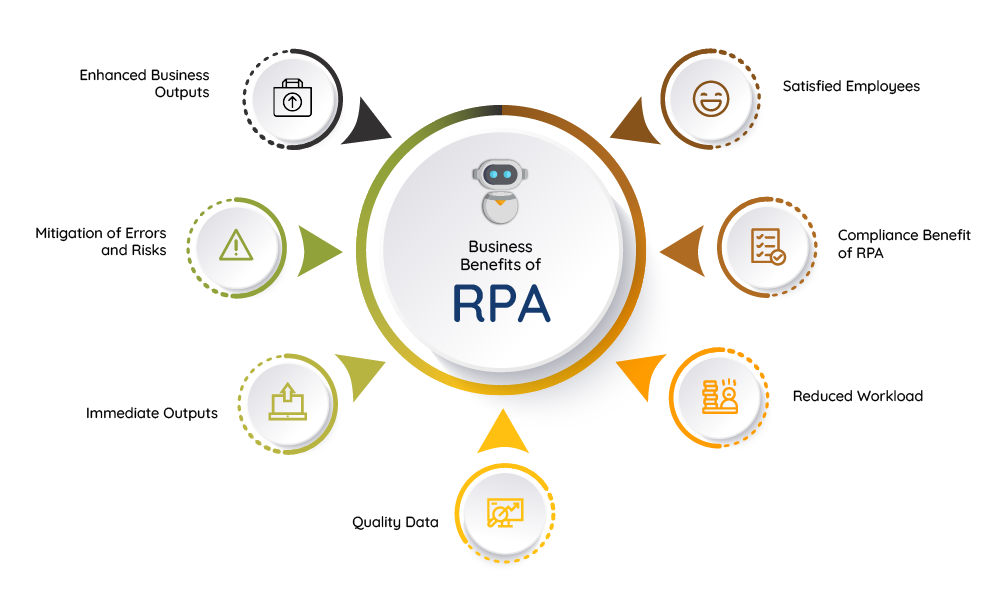 Enhanced Business
Outputs
Satisfied Employees
Mitigation of Errors
and Risks
Business
Benefits of
RPA
Compliance Benefit
of RPA
Immediate Outputs
Reduced Workload
Quality Data